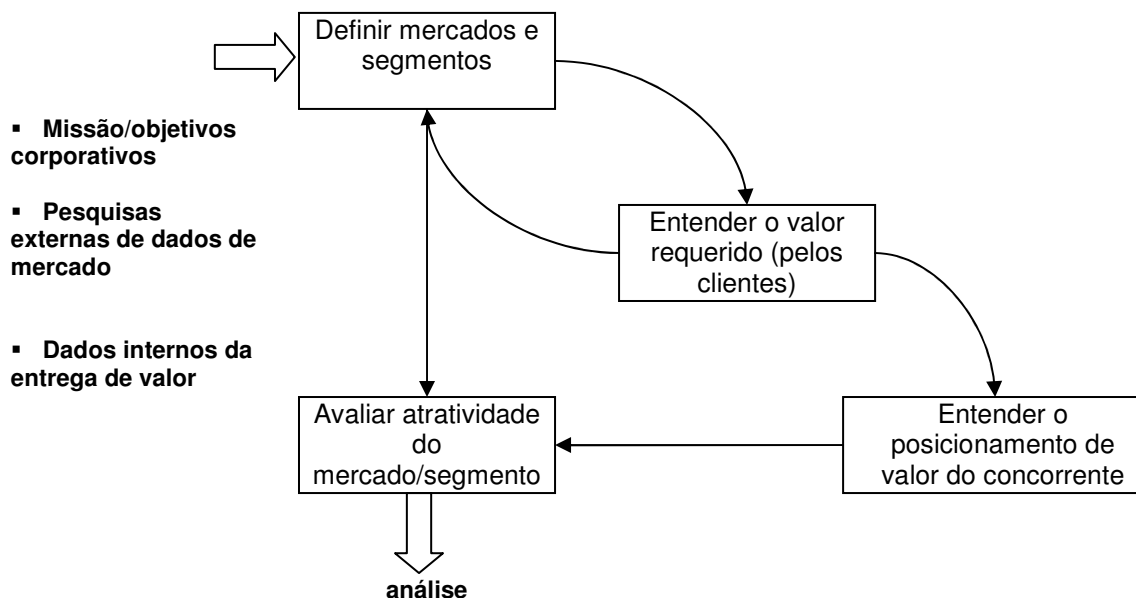 Definir mercados e
segmentos
▪ Missão/objetivos
corporativos
▪ Pesquisas
externas de dados de
mercado
Entender o valor
requerido (pelos
clientes)
▪ Dados internos da
entrega de valor
Avaliar atratividade
do
mercado/segmento
Entender o
posicionamento de
valor do concorrente
análise